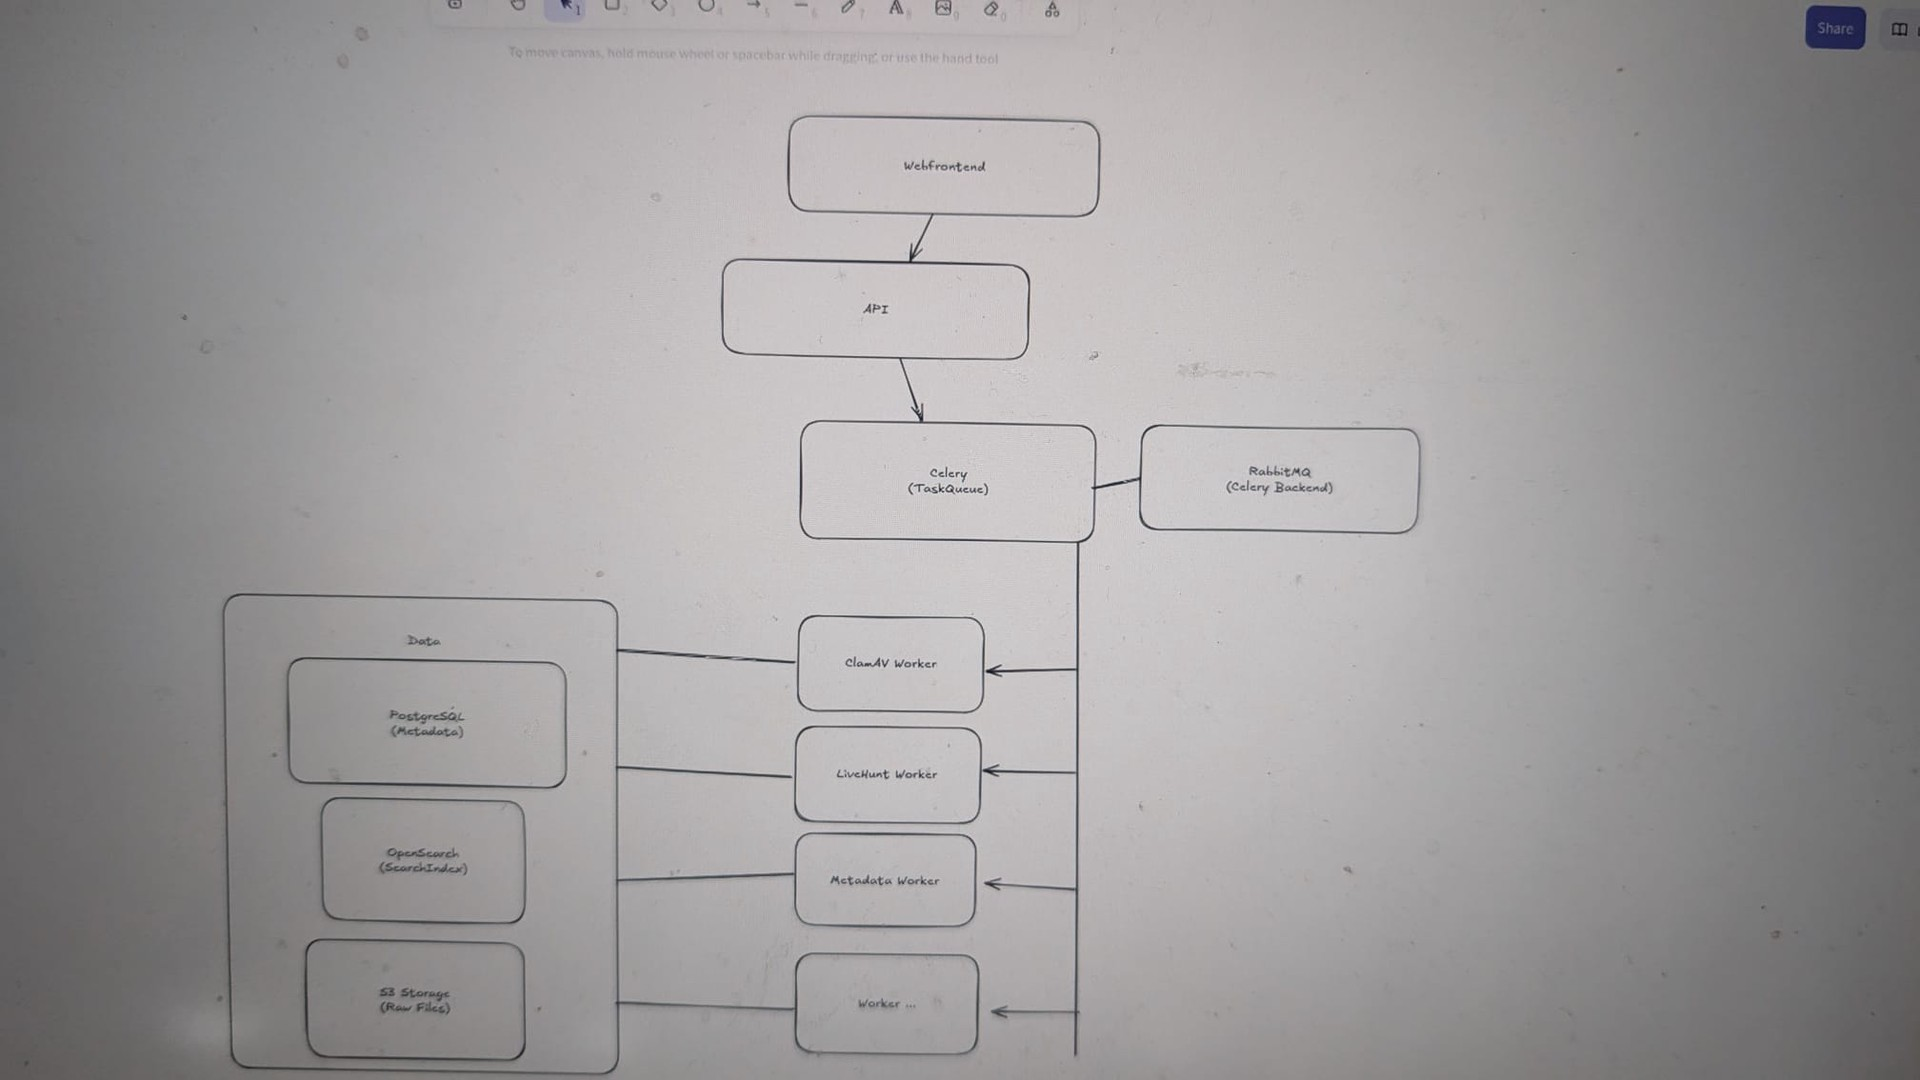 To move canvas, hold mouse wheel or spacebar while dragging, or use the hand tool
Share
Webfrontend
API
Celery
(TaskQueue)
RabbitMQ
(Celery Backend)
Data
PostgreSQL
(Metadata)
OpenSearch
(SearchIndex)
S3 Storage
(Raw Files)
ClamAV Worker
LiveHunt Worker
Metadata Worker
Worker ...